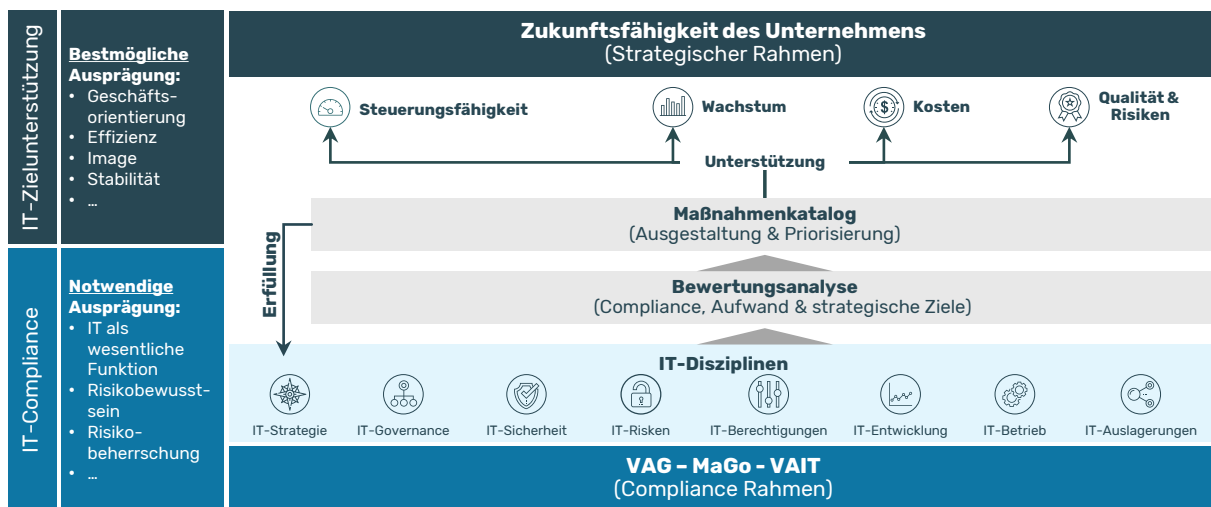 IT-Zielunterstützung
Bestmögliche
Ausprägung:
• Geschäfts-
orientierung
• Effizienz
• Image
• Stabilität
• …
Zukunftsfähigkeit des Unternehmens
(Strategischer Rahmen)
Steuerungsfähigkeit
Wachstum
$
Kosten
Qualität &
Risiken
Unterstützung
Maßnahmenkatalog
(Ausgestaltung & Priorisierung)
Erfüllung
Bewertungsanalyse
(Compliance, Aufwand & strategische Ziele)
IT-Compliance
Notwendige
Ausprägung:
• IT als
wesentliche
Funktion
• Risikobewusst-
sein
• Risiko-
beherrschung
• …
IT-Disziplinen
IT-Strategie
IT-Governance
IT-Sicherheit
IT-Risken
IT-Berechtigungen
IT-Entwicklung
IT-Betrieb
IT-Auslagerungen
VAG – MaGo - VAIT
(Compliance Rahmen)